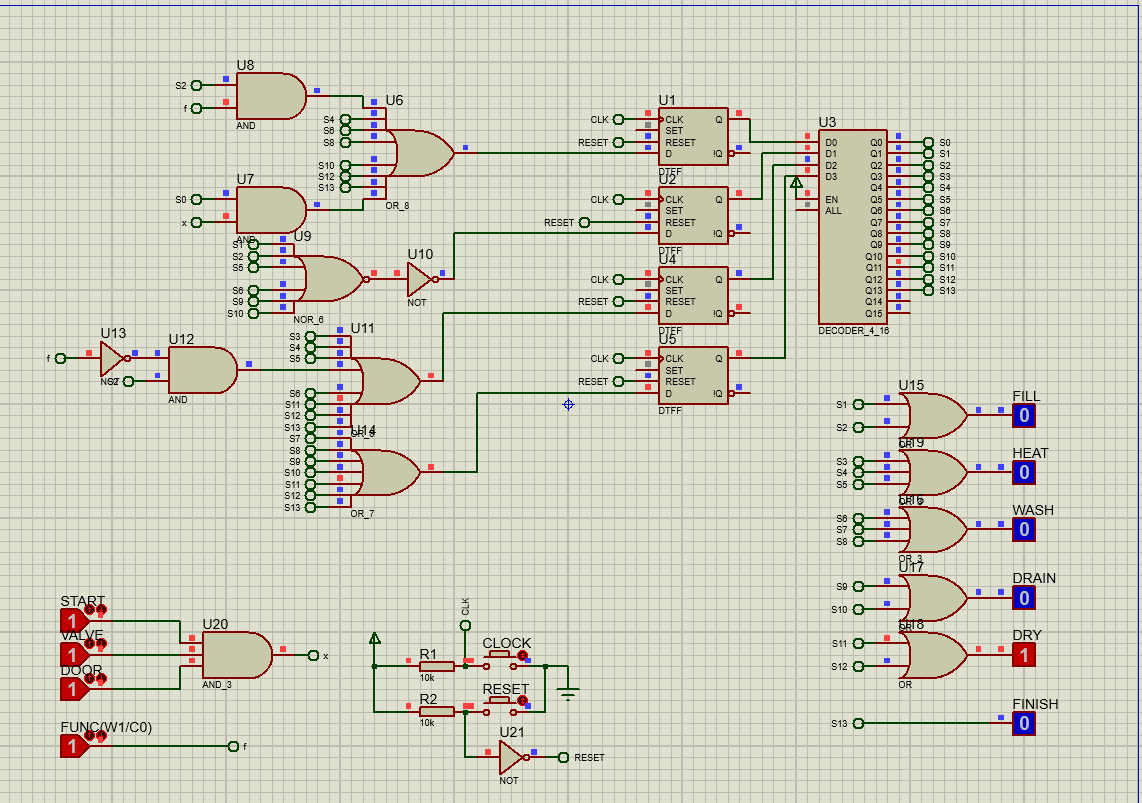 U8
S2
f
AND
U6
S4
S6
S8
S10
S12
S13
OR_8
U7
S0
x
AND
U9
S1
S2
S5
S6
S9
S10
NOR_6
U10
NOT
U13
f
U12
AND
U11
S3
S4
S5
S6
S11
S12
S13
U14
S7
S8
S9
S10
S11
S12
S13
OR_7
U1
CLK
CLK Q
SET
RESET
RESET
D !Q
DTFF
U2
CLK
CLK Q
SET
RESET
RESET
D !Q
DTFF
U4
CLK
CLK Q
SET
RESET
RESET
D !Q
DTFF
U5
CLK
CLK Q
SET
RESET
RESET
D !Q
DTFF
U3
D0 Q0 S0
D1 Q1 S1
D2 Q2 S2
D3 Q3 S3
Q4 S4
EN Q5 S5
ALL Q6 S6
Q7 S7
Q8 S8
Q9 S9
Q10 S10
Q11 S11
Q12 S12
Q13 S13
Q14
Q15
DECODER_4_16
U15
S1
S2
FILL
0
S3
S4
S5
HEAT
0
S6
S7
S8
OR_3
WASH
0
U17
S9
S10
DRAIN
0
S11
S12
OR
DRY
1
S13
FINISH
0
START
1
VALVE
1
DOOR
1
U20
AND_3
x
FUNC(W1/C0)
1
f
CLK
R1
10k
CLOCK
R2
10k
RESET
U21
NOT
RESET